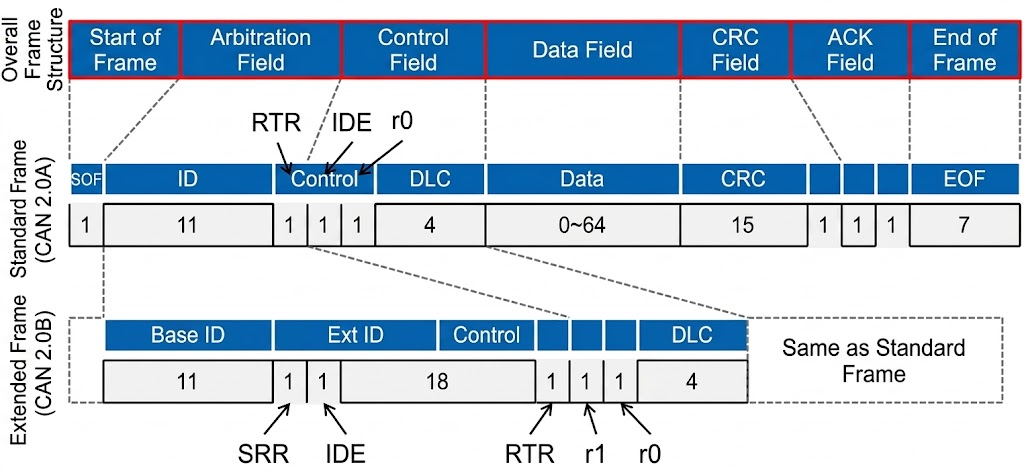 Overall
Frame
Structure
Start of
Frame
Arbitration
Field
Control
Field
Data Field
CRC
Field
ACK
Field
End of
Frame
RTR IDE r0
Standard Frame
(CAN 2.0A)
SOF ID Control DLC Data CRC EOF
1 11 1 1 1 4 0~64 15 1 1 1 7
Extended Frame
(CAN 2.0B)
Base ID Ext ID Control DLC
11 1 1 18 1 1 1 4
Same as Standard
Frame
SRR IDE RTR r1 r0